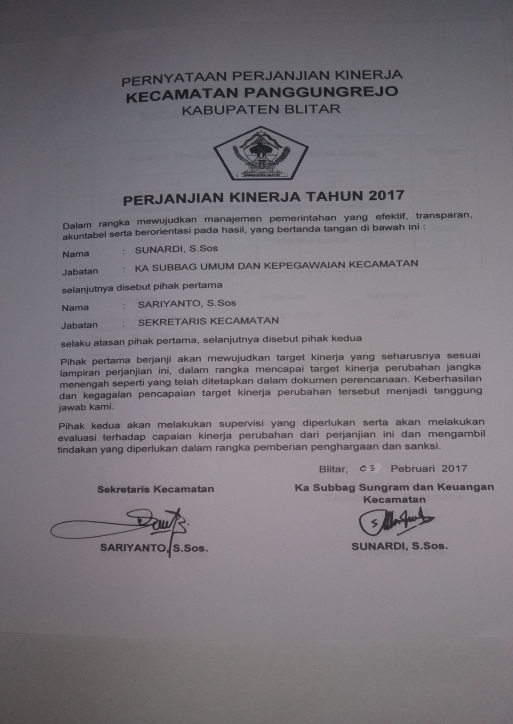 PERNYATAAN PERJANJIAN KINERJA
KECAMATAN PANGGUNGREJO
KABUPATEN BLITAR
PERJANJIAN KINERJA TAHUN 2017
Dalam rangka mewujudkan manajemen pemerintahan yang efektif, transparan,
akuntabel serta berorientasi pada hasil, yang bertanda tangan di bawah ini :
Nama : SUNARDI, S.Sos
Jabatan : KA SUBBAG UMUM DAN KEPEGAWAIAN KECAMATAN
selanjutnya disebut pihak pertama
Nama : SARIYANTO, S.Sos
Jabatan : SEKRETARIS KECAMATAN
selaku atasan pihak pertama, selanjutnya disebut pihak kedua
Pihak pertama berjanji akan mewujudkan target kinerja yang seharusnya sesuai
lampiran perjanjian ini, dalam rangka mencapai target kinerja perubahan jangka
menengah seperti yang telah ditetapkan dalam dokumen perencanaan. Keberhasilan
dan kegagalan pencapaian target kinerja perubahan tersebut menjadi tanggung
jawab kami.
Pihak kedua akan melakukan supervisi yang diperlukan serta akan melakukan
evaluasi terhadap capaian kinerja perubahan dari perjanjian ini dan mengambil
tindakan yang diperlukan dalam rangka pemberian penghargaan dan sanksi.
Blitar, 03 Pebruari 2017
Sekretaris Kecamatan
Ka Subbag Sungram dan Keuangan
Kecamatan
SARIYANTO, S.Sos.
SUNARDI, S.Sos.